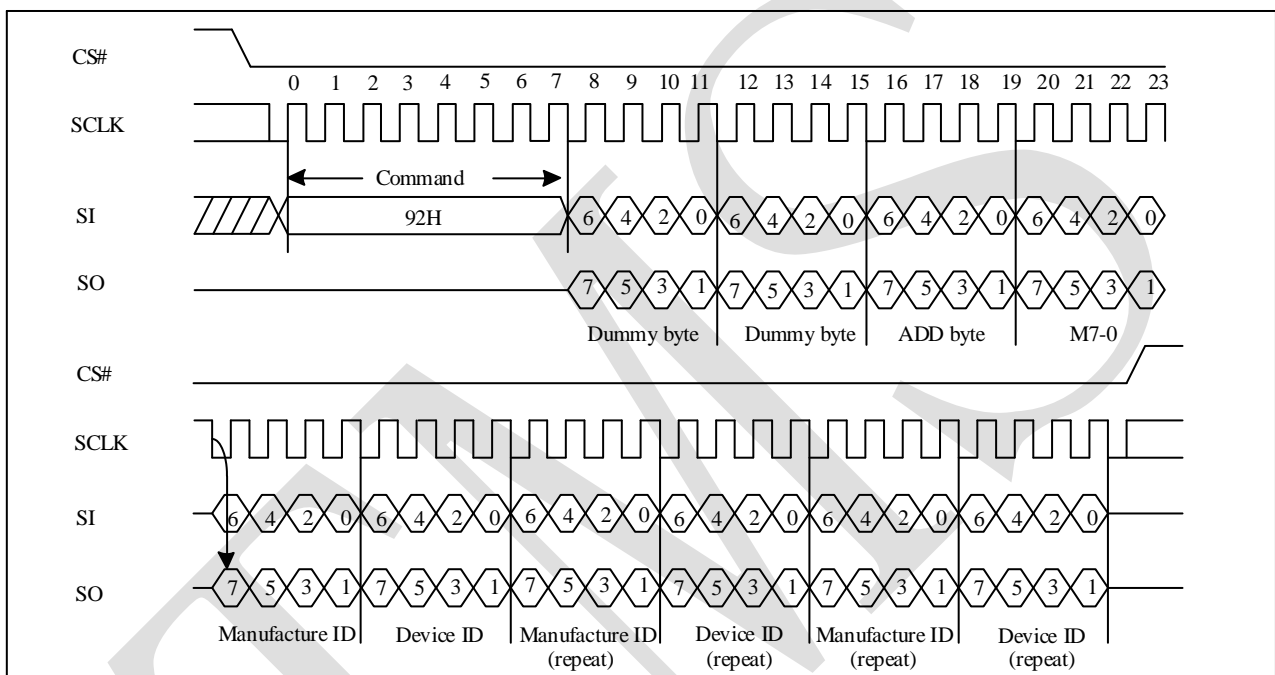 CS#
0 1 2 3 4 5 6 7 8 9 10 11 12 13 14 15 16 17 18 19 20 21 22 23
SCLK
Command
SI 92H 6 4 2 0 6 4 2 0 6 4 2 0 6 4 2 0
SO 7 5 3 1 7 5 3 1 7 5 3 1 7 5 3 1
Dummy byte Dummy byte ADD byte M7-0
CS#
SCLK
SI 6 4 2 0 6 4 2 0 6 4 2 0 6 4 2 0 6 4 2 0 6 4 2 0
SO 7 5 3 1 7 5 3 1 7 5 3 1 7 5 3 1 7 5 3 1 7 5 3 1
Manufacture ID Device ID Manufacture ID Device ID Manufacture ID Device ID
(repeat) (repeat) (repeat) (repeat)